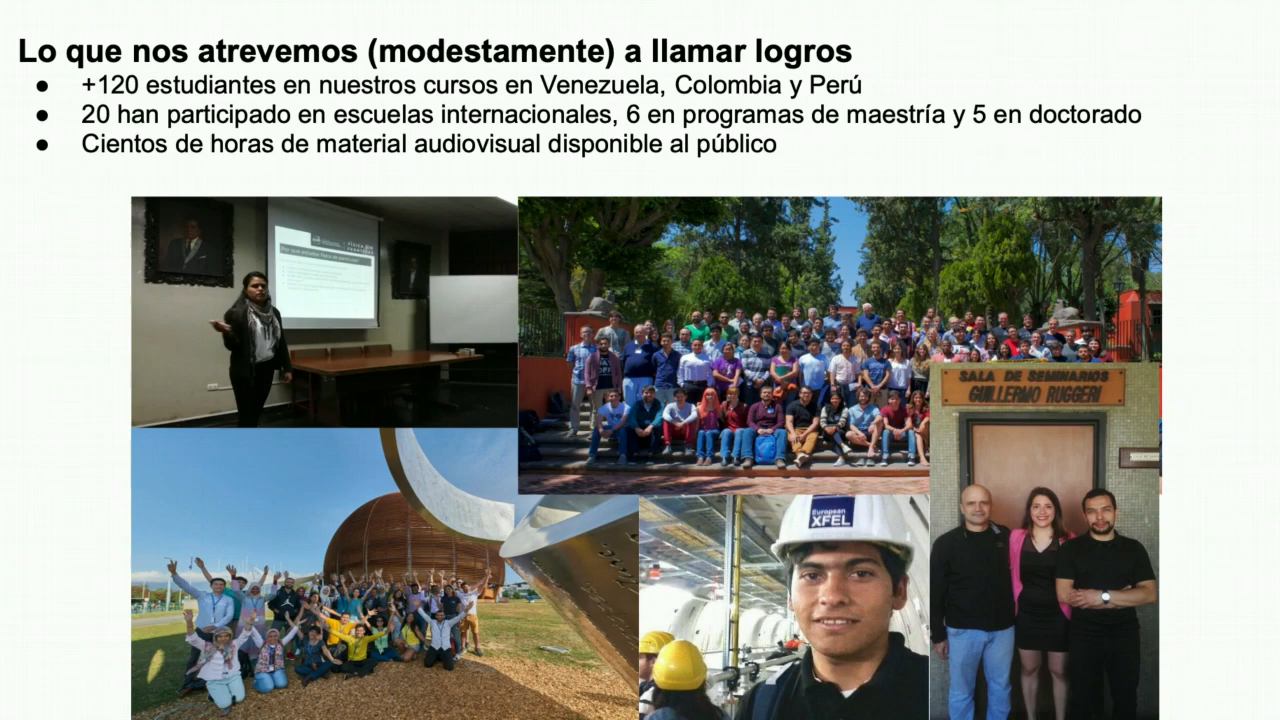 Lo que nos atrevemos (modestamente) a llamar logros
● +120 estudiantes en nuestros cursos en Venezuela, Colombia y Perú
● 20 han participado en escuelas internacionales, 6 en programas de maestría y 5 en doctorado
● Cientos de horas de material audiovisual disponible al público
SALA DE SEMINARIOS
GUILLERMO RUGGERI
European
XFEL